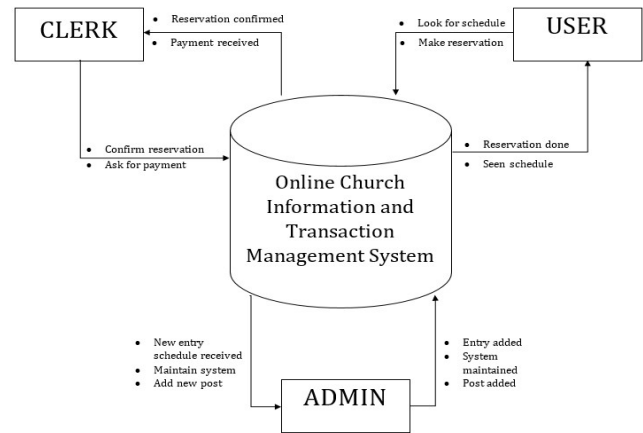 CLERK
• Reservation confirmed
• Payment received
• Look for schedule
• Make reservation
USER
• Confirm reservation
• Ask for payment
• Reservation done
• Seen schedule
Online Church
Information and
Transaction
Management System
• New entry
schedule received
• Maintain system
• Add new post
• Entry added
• System
maintained
• Post added
ADMIN